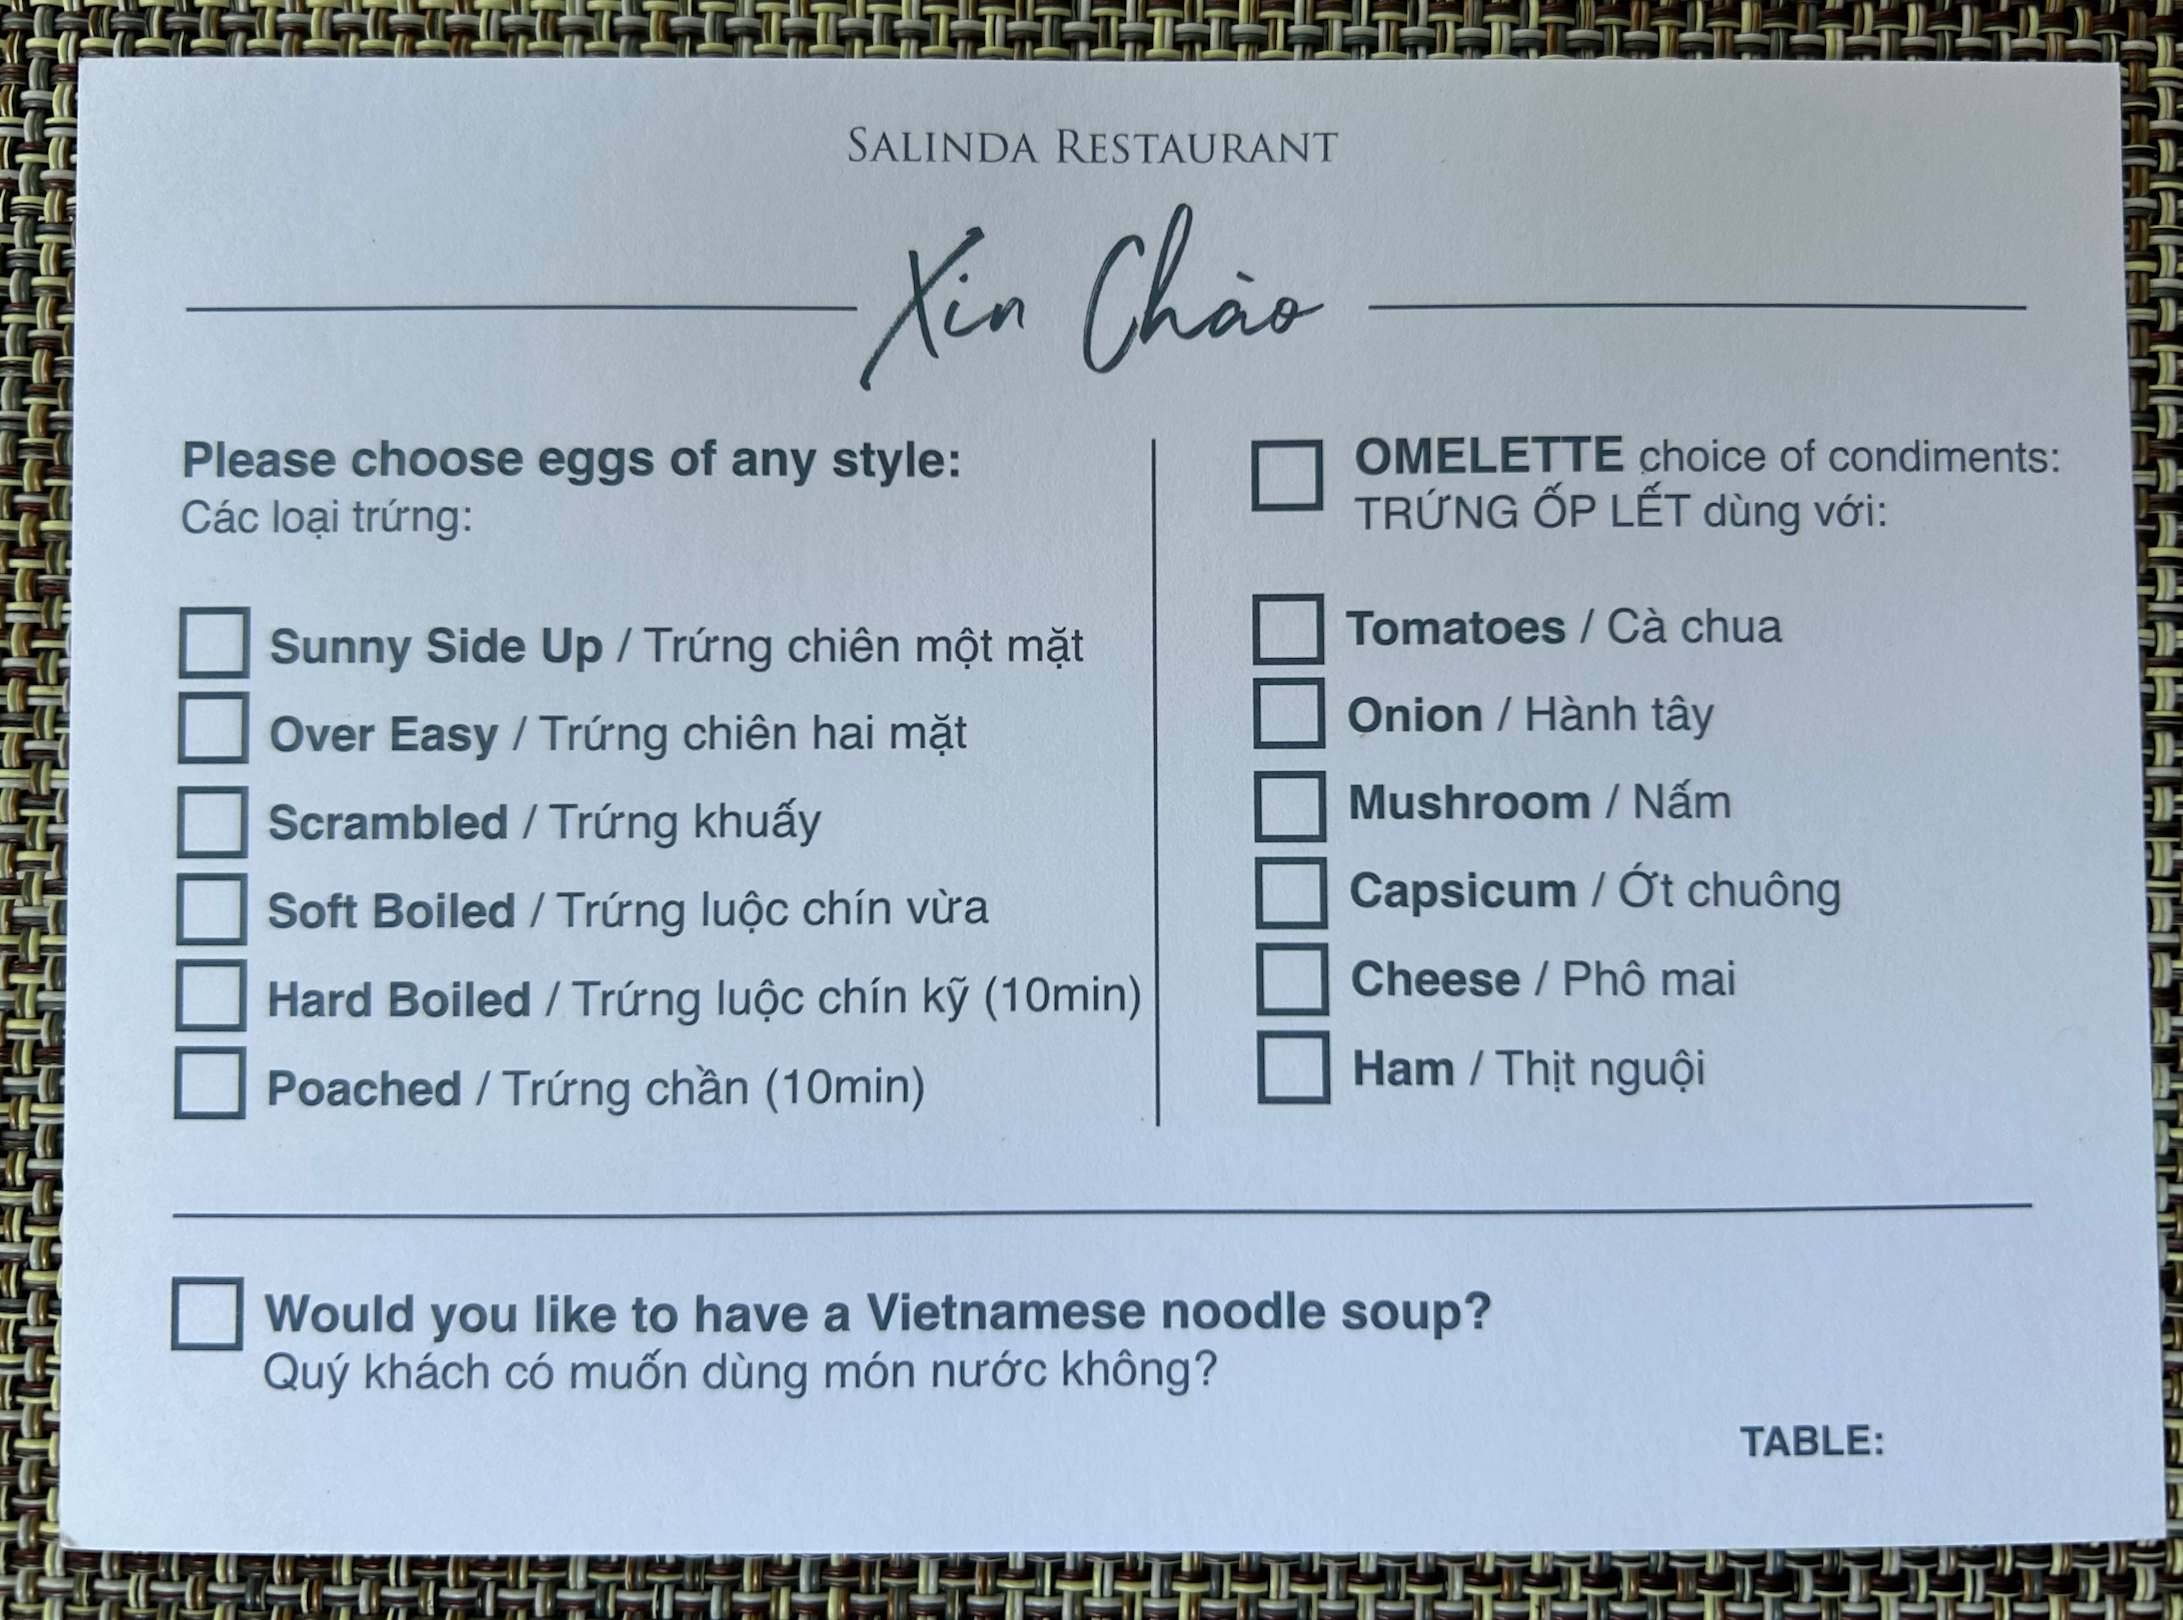 SALINDA RESTAURANT
Xin Chào
Please choose eggs of any style:
Các loại trứng:
Sunny Side Up / Trứng chiên một mặt
Over Easy / Trứng chiên hai mặt
Scrambled / Trứng khuấy
Soft Boiled / Trứng luộc chín vừa
Hard Boiled / Trứng luộc chín kỹ (10min)
Poached / Trứng chần (10min)
OMELETTE choice of condiments:
TRỨNG ỐP LẾT dùng với:
Tomatoes / Cà chua
Onion / Hành tây
Mushroom / Nấm
Capsicum / Ớt chuông
Cheese / Phô mai
Ham / Thịt nguội
Would you like to have a Vietnamese noodle soup?
Quý khách có muốn dùng món nước không?
TABLE: